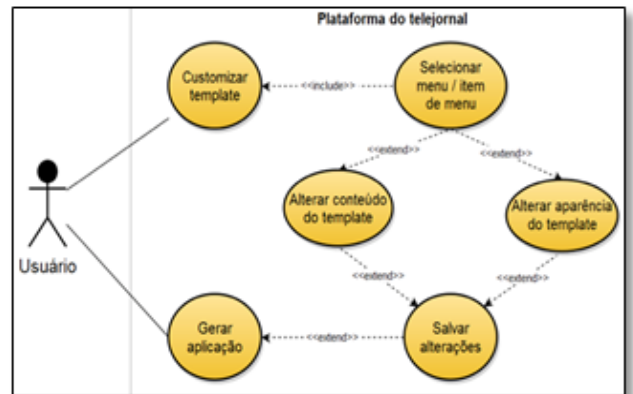 Plataforma do telejornal
Customizar
template
<<include>>
Selecionar
menu / item
de menu
<<extend>>
<<extend>>
Alterar conteúdo
do template
Alterar aparência
do template
Usuário
<<extend>>
<<extend>>
Gerar
aplicação
<<extend>>
Salvar
alterações